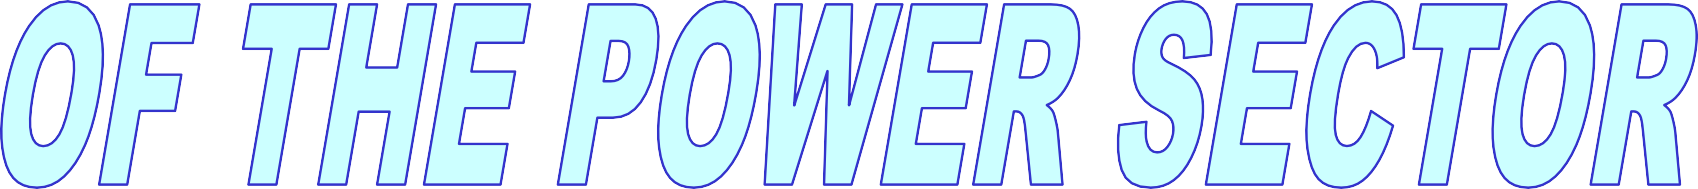 OF THE POWER SECTOR